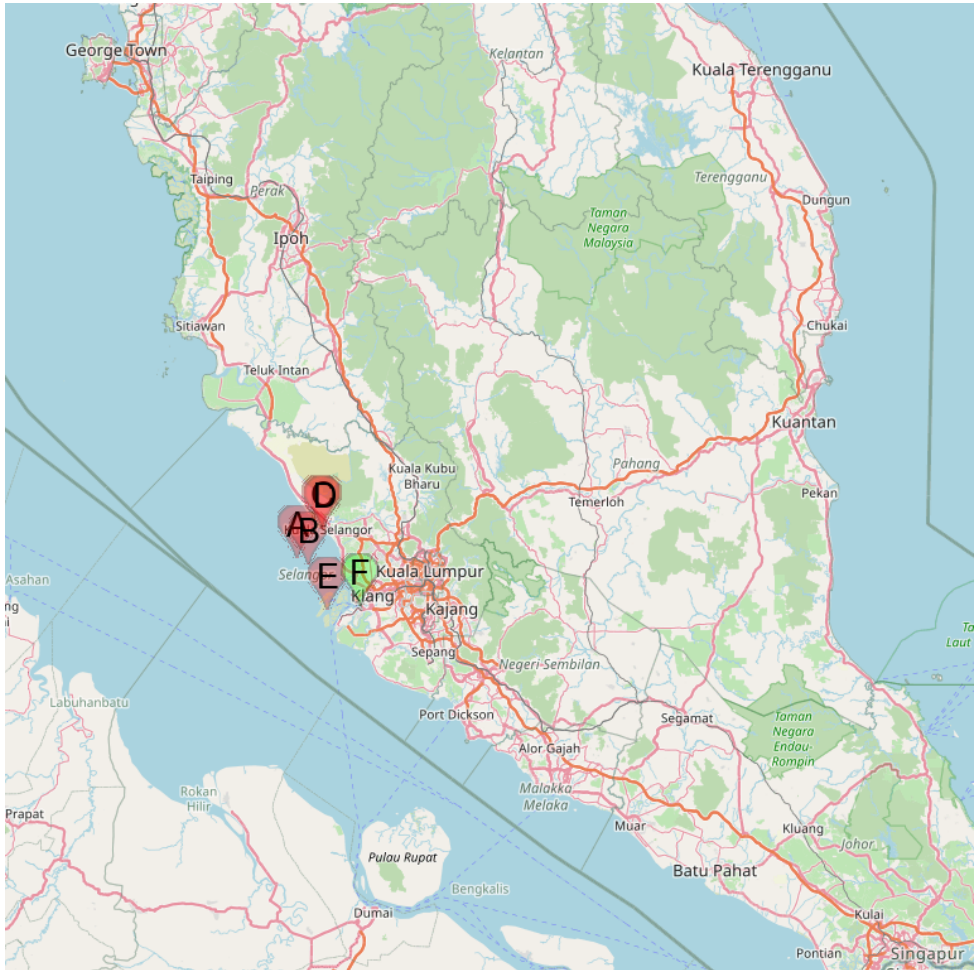 George Town
Kelantan
Kuala Terengganu
Taiping
Perak
Terengganu
Dungun
Taman
Negara
Malaysia
Ipoh
Sitiawan
Chukai
Teluk Intan
Kuantan
Kuala Kubu
Bharu
Pahang
Temerloh
Pekan
D
A
B
Selangor
Selangor
E
F
Kuala Lumpur
Asahan
Klang
Kajang
Sepang
Negeri Sembilan
Laut
Labuhanbatu
Port Dickson
Segamat
Taman
Negara
Endau-
Rompin
Alor Gajah
Malakka
Melaka
Rokan
Hilir
Prapat
Muar
Kluang
Johor
Pulau Rupat
Batu Pahat
Bengkalis
Dumai
Kulai
Pontian
Singapur